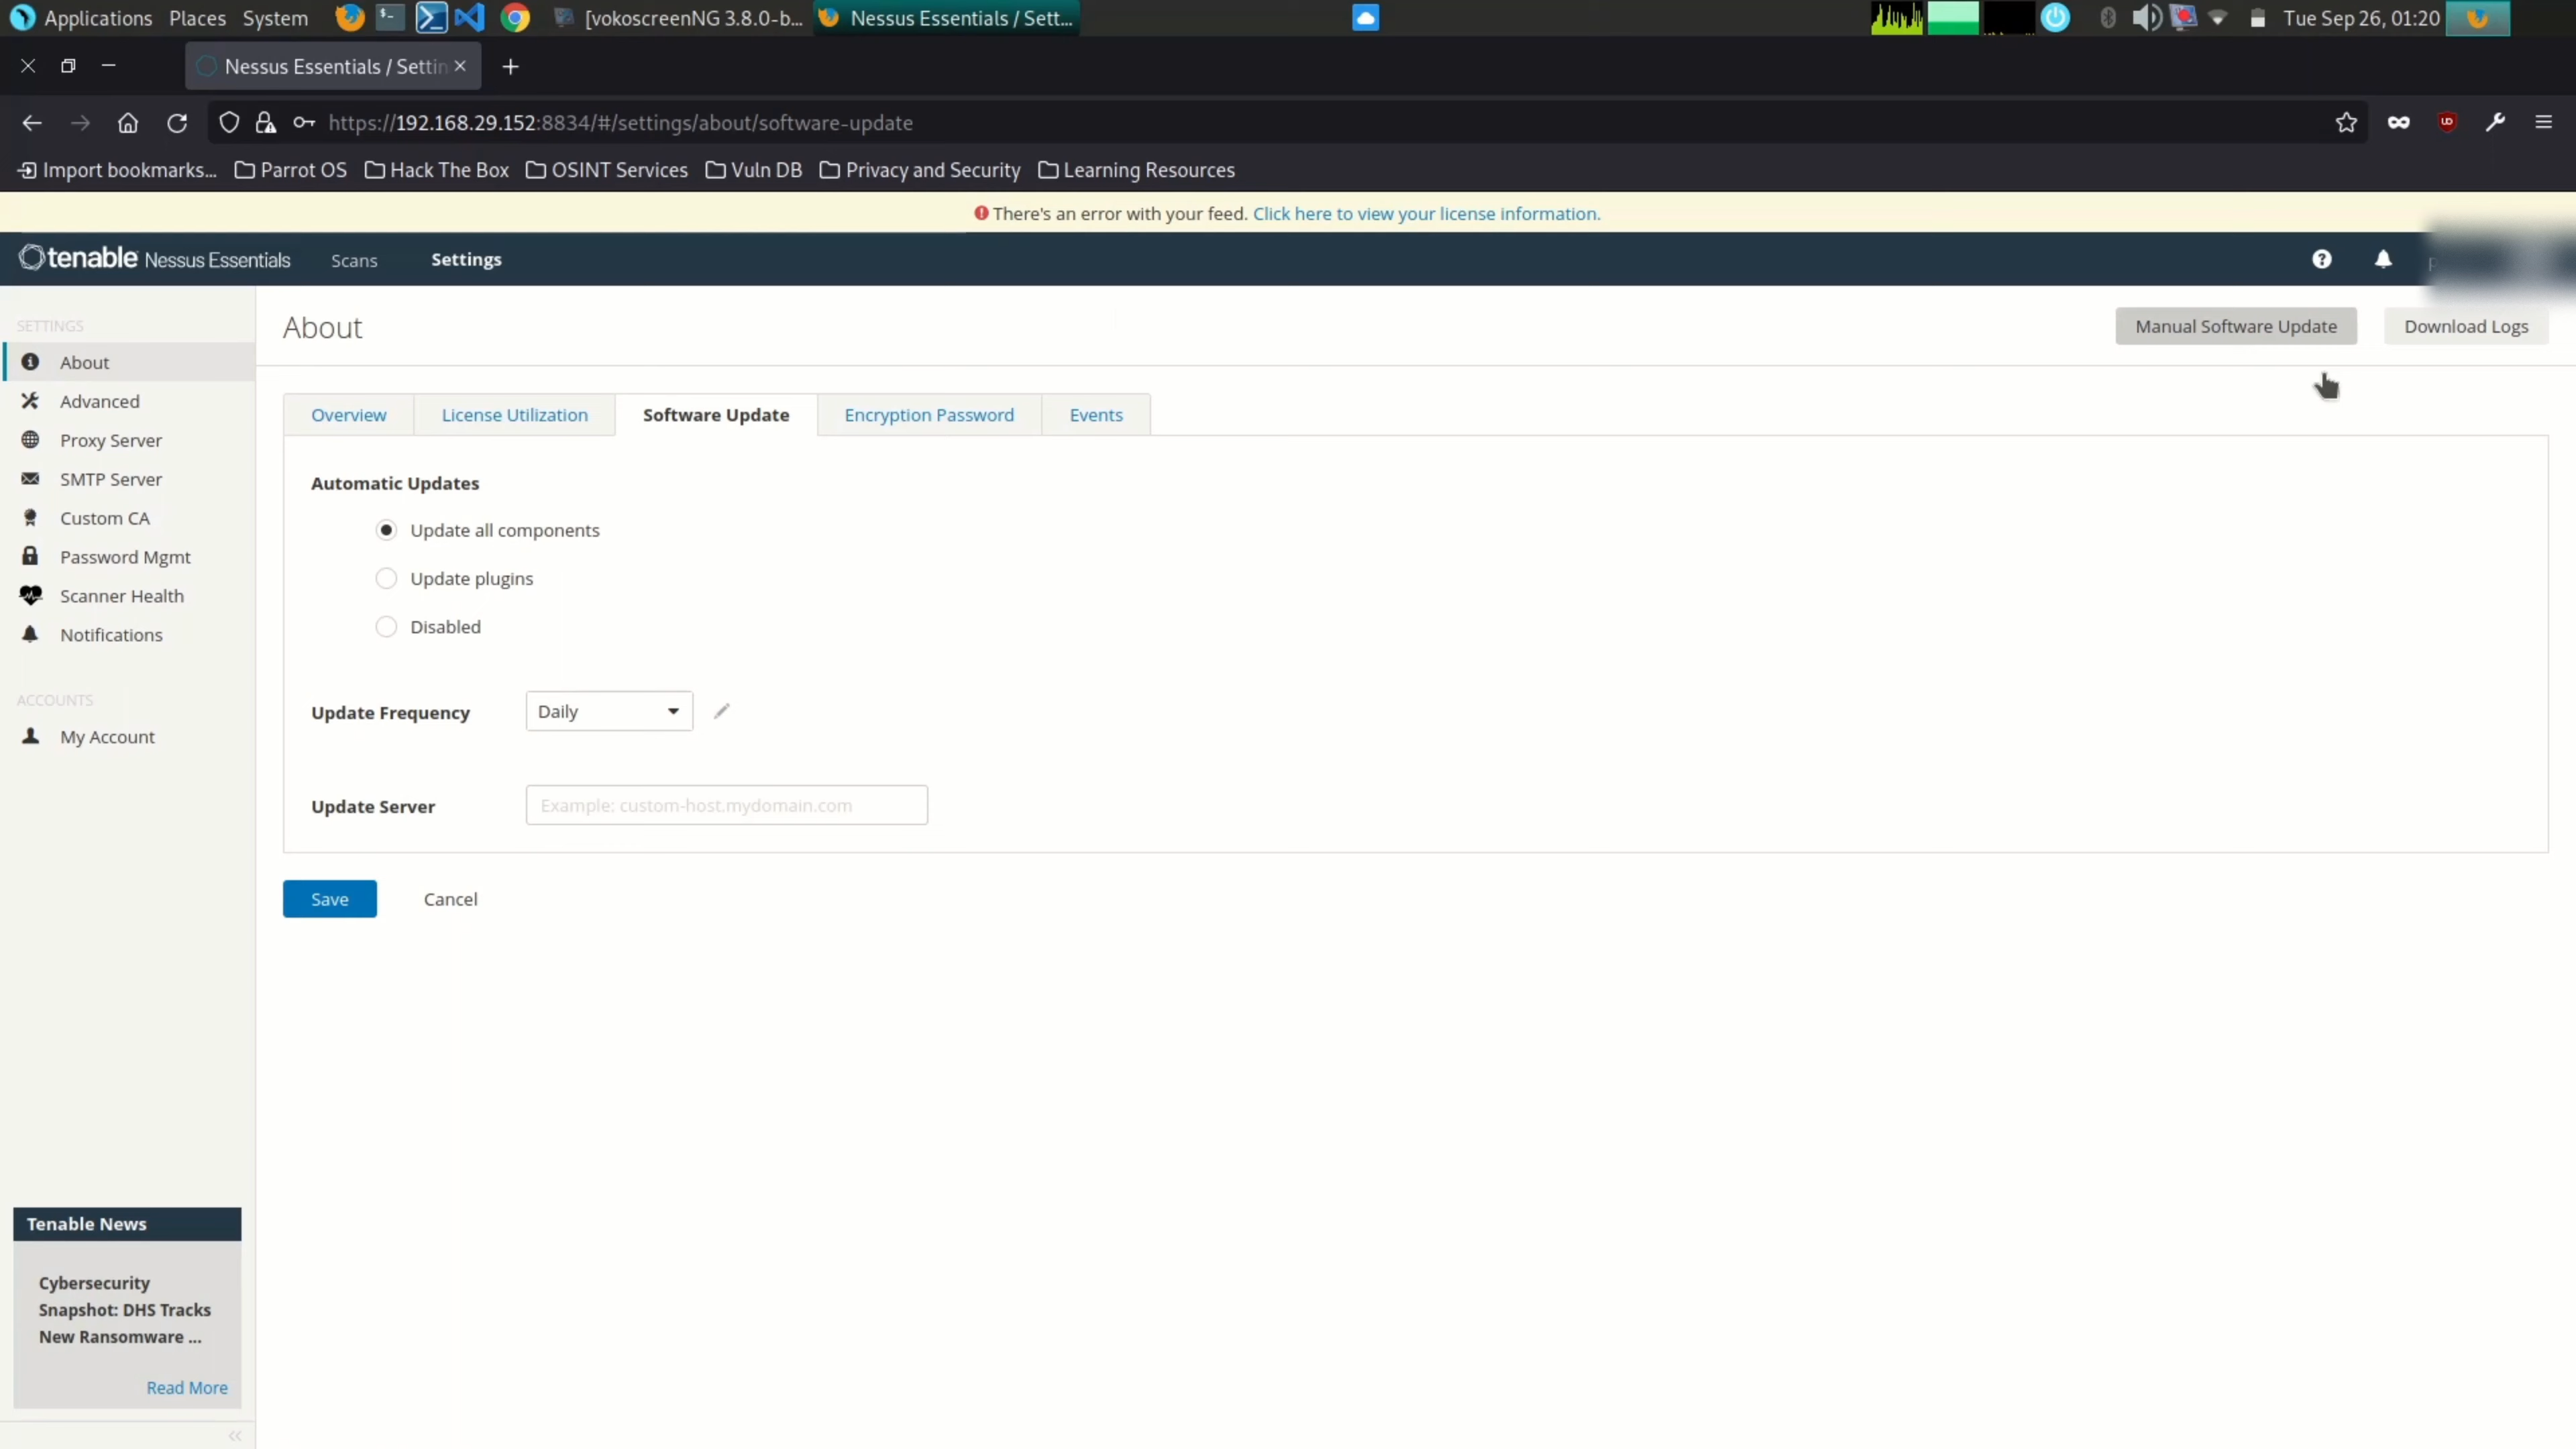 Applications Places System [vokoscreenNG 3.8.0-b... Nessus Essentials / Sett... Tue Sep 26, 01:20
Nessus Essentials / Settin
https://192.168.29.152:8834/#/settings/about/software-update
Import bookmarks... Parrot OS Hack The Box OSINT Services Vuln DB Privacy and Security Learning Resources
There's an error with your feed. Click here to view your license information.
tenable Nessus Essentials Scans Settings
SETTINGS
About
Advanced
Proxy Server
SMTP Server
Custom CA
Password Mgmt
Scanner Health
Notifications
ACCOUNTS
My Account
Tenable News
Cybersecurity
Snapshot: DHS Tracks
New Ransomware ...
Read More
About
Manual Software Update Download Logs
Overview License Utilization Software Update Encryption Password Events
Automatic Updates
Update all components
Update plugins
Disabled
Update Frequency Daily
Update Server Example: custom-host.mydomain.com
Save Cancel